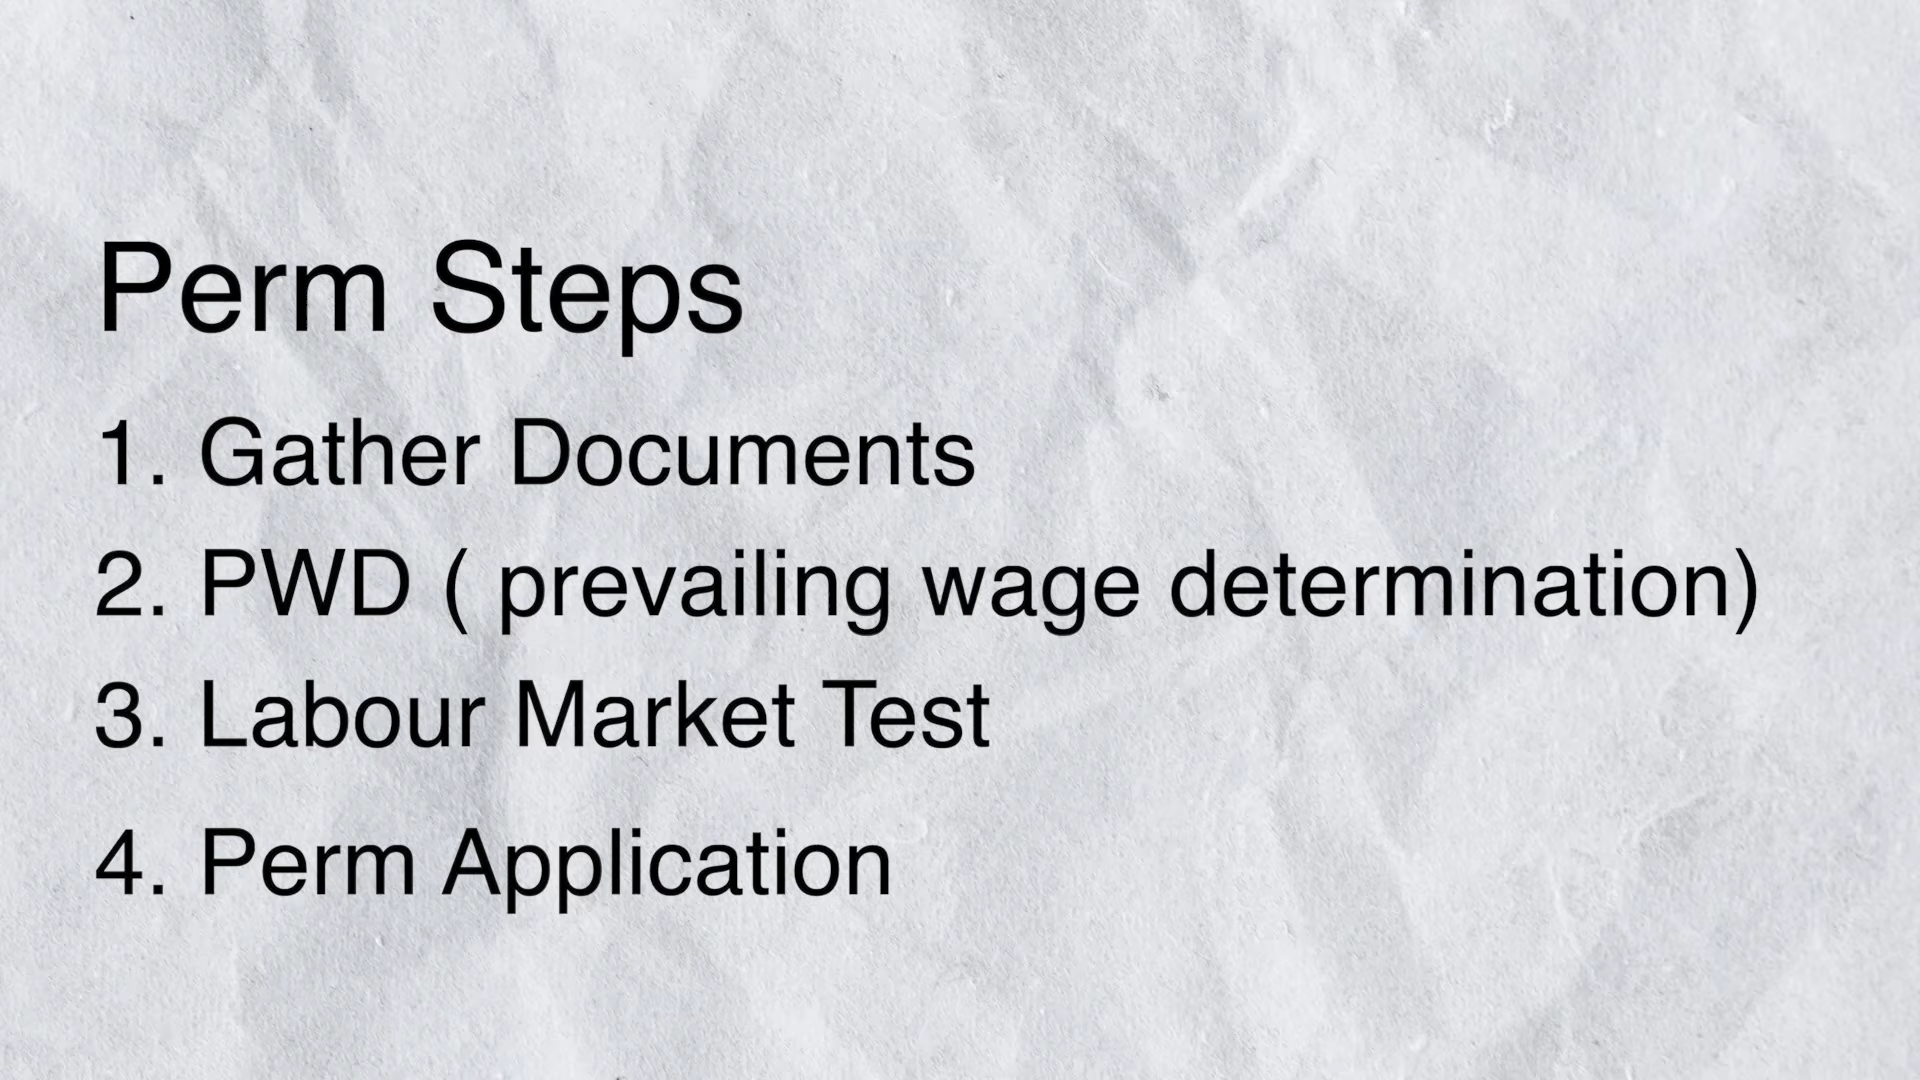 Perm Steps
1. Gather Documents
2. PWD ( prevailing wage determination)
3. Labour Market Test
4. Perm Application